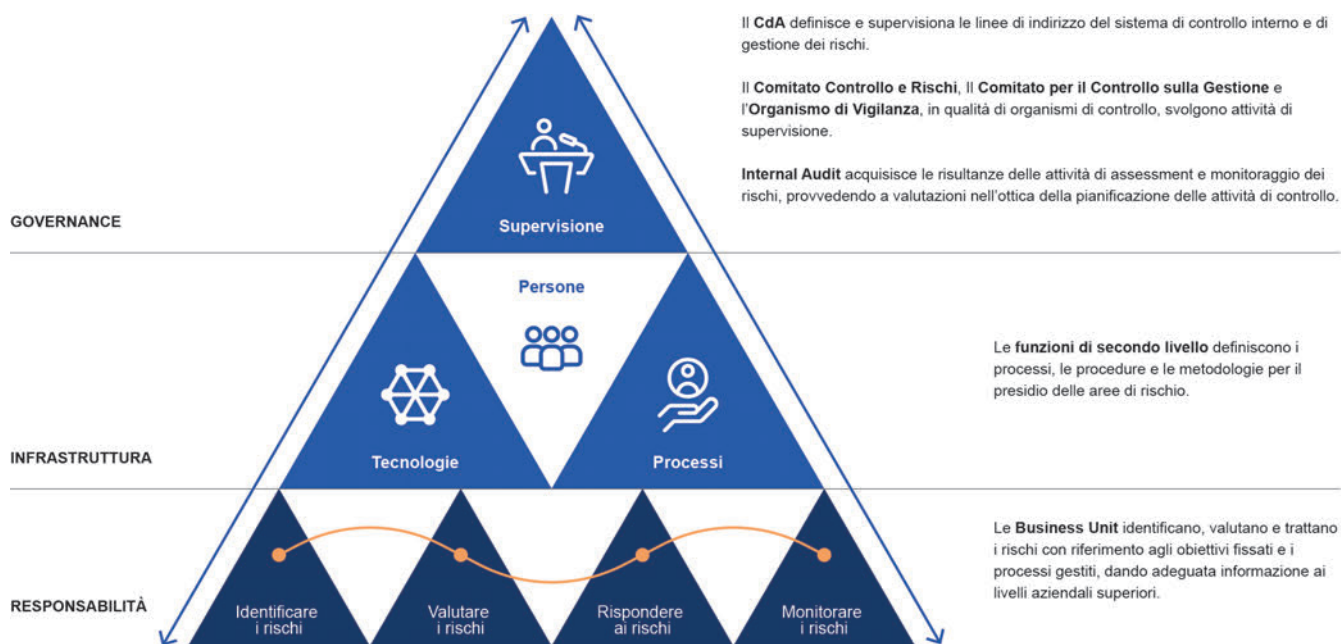 Il CdA definisce e supervisiona le linee di indirizzo del sistema di controllo interno e di
gestione dei rischi.
Il Comitato Controllo e Rischi, Il Comitato per il Controllo sulla Gestione e
l'Organismo di Vigilanza, in qualità di organismi di controllo, svolgono attività di
supervisione.
Internal Audit acquisisce le risultanze delle attività di assessment e monitoraggio dei
rischi, provvedendo a valutazioni nell'ottica della pianificazione delle attività di controllo.
GOVERNANCE
Supervisione
Persone
Le funzioni di secondo livello definiscono i
processi, le procedure e le metodologie per il
presidio delle aree di rischio.
INFRASTRUTTURA
Tecnologie
Processi
Le Business Unit identificano, valutano e trattano
i rischi con riferimento agli obiettivi fissati e i
processi gestiti, dando adeguata informazione ai
livelli aziendali superiori.
RESPONSABILITÀ
Identificare
i rischi
Valutare
i rischi
Rispondere
ai rischi
Monitorare
i rischi